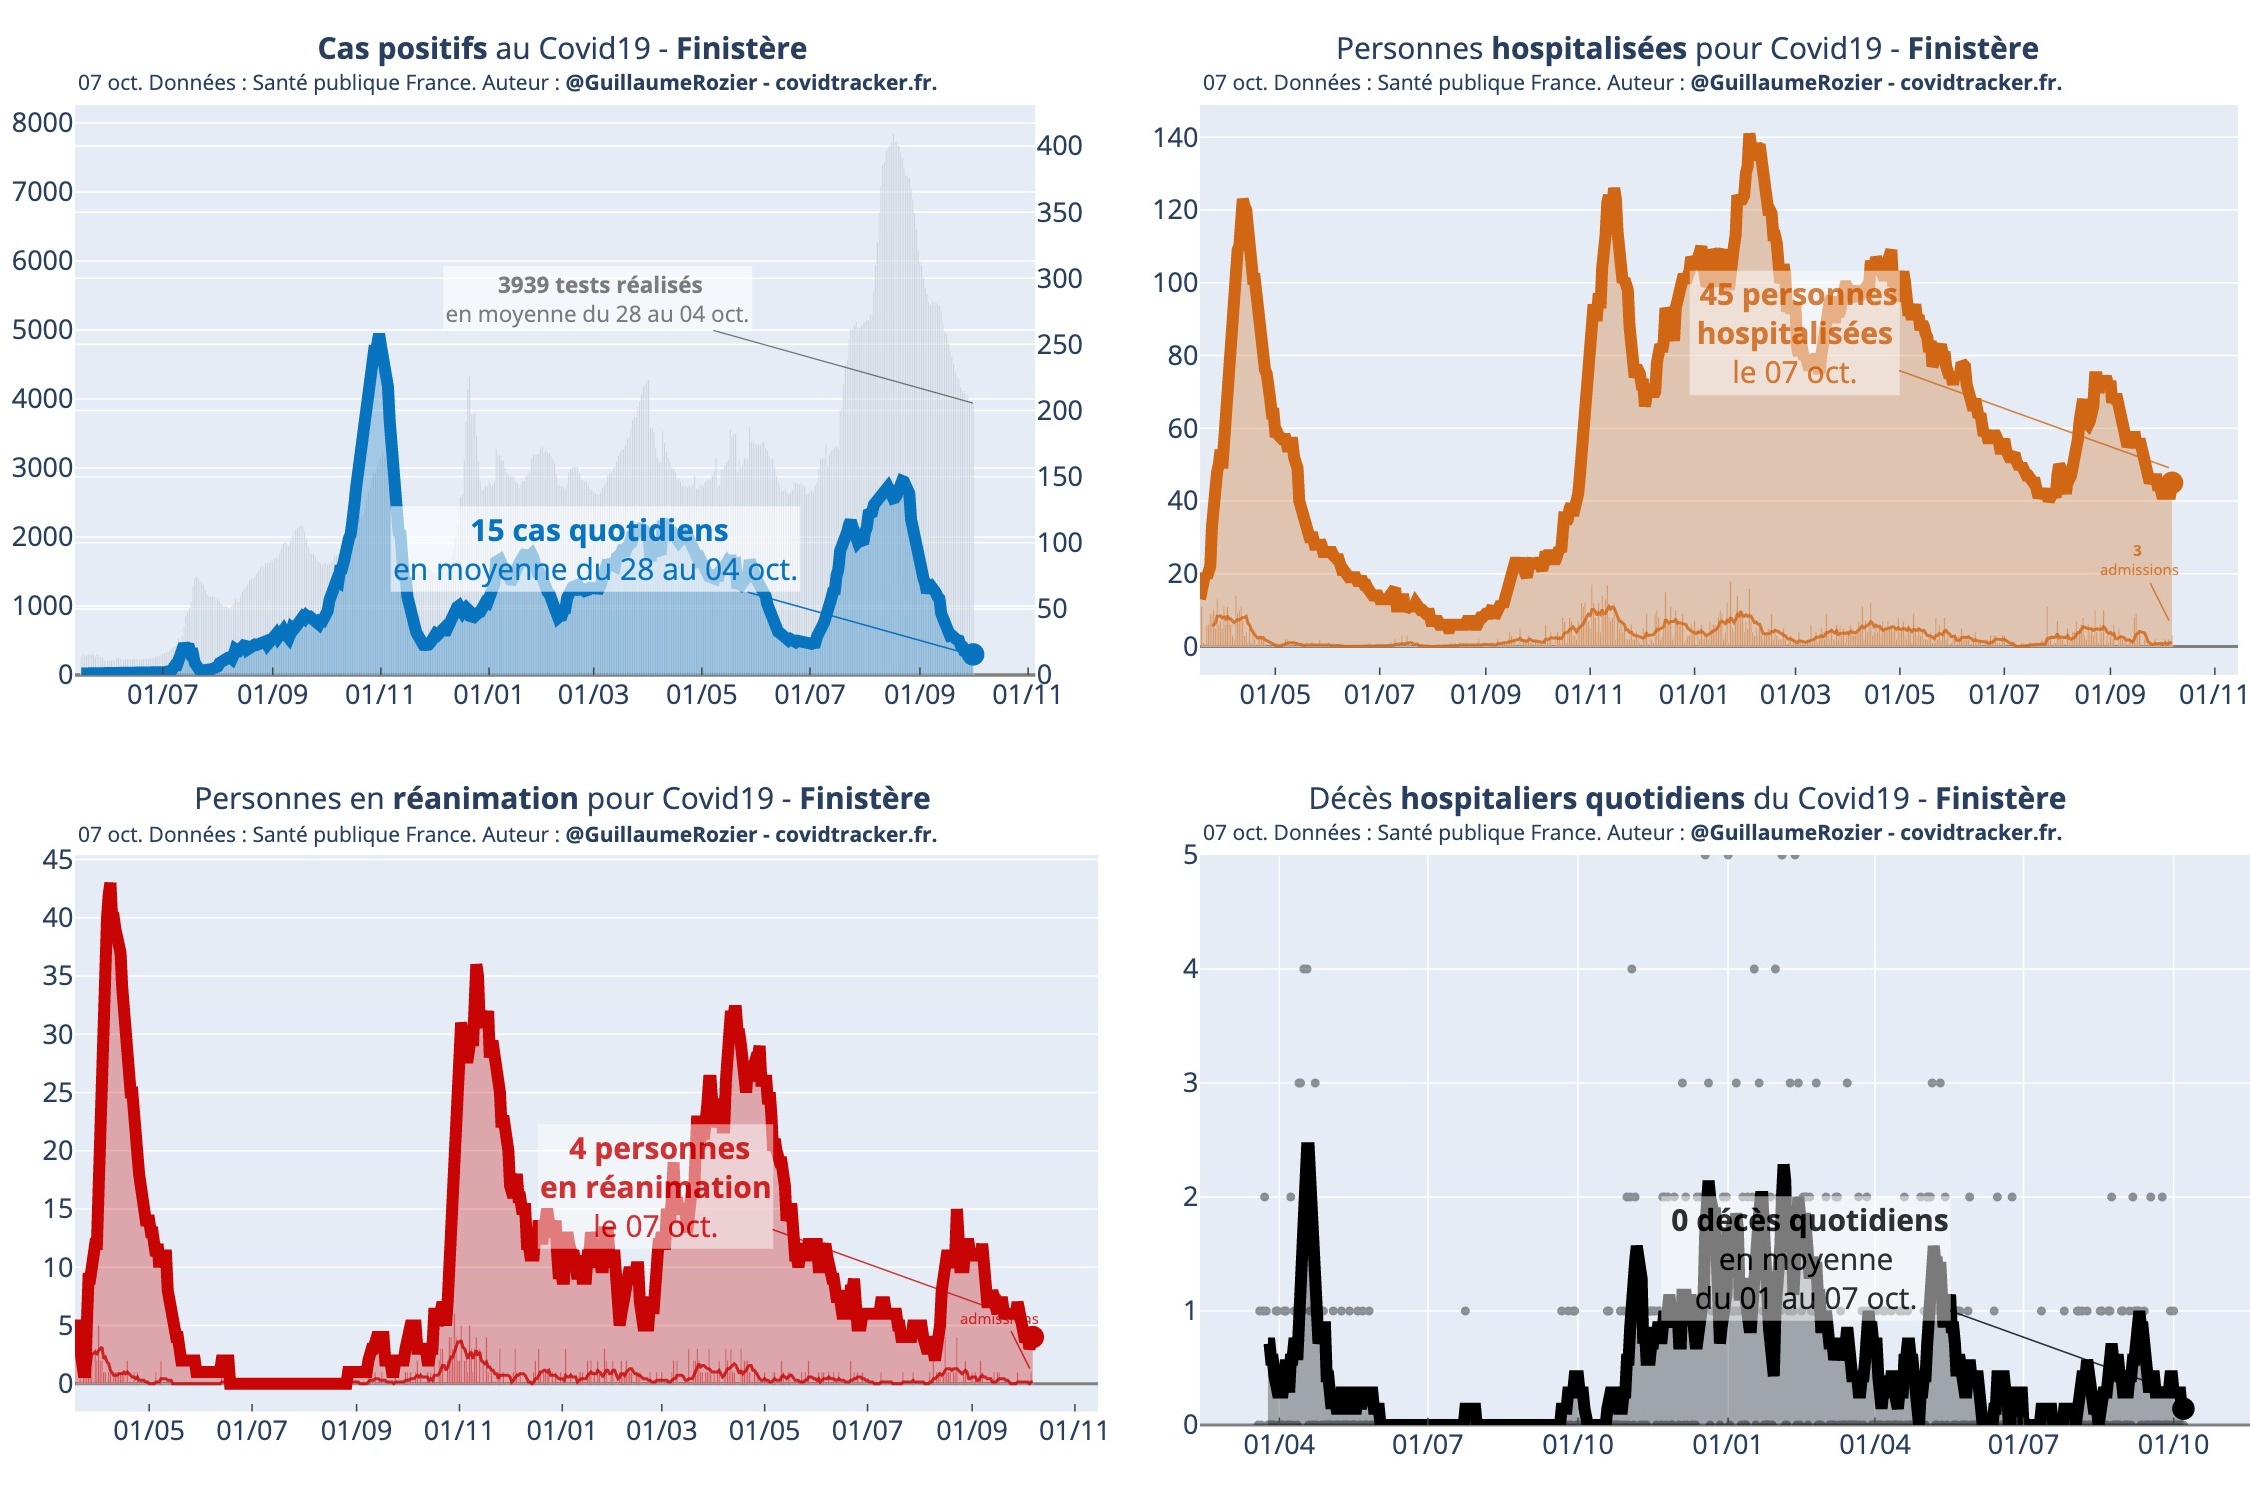 Cas positifs au Covid19 - Finistère
07 oct. Données : Santé publique France. Auteur : @GuillaumeRozier - covidtracker.fr.
8000
7000
6000
5000
4000
3000
2000
1000
0
400
350
300
250
200
150
100
50
0
3939 tests réalisés
en moyenne du 28 au 04 oct.
15 cas quotidiens
en moyenne du 28 au 04 oct.
01/07 01/09 01/11 01/01 01/03 01/05 01/07 01/09 01/11
Personnes hospitalisées pour Covid19 - Finistère
07 oct. Données : Santé publique France. Auteur : @GuillaumeRozier - covidtracker.fr.
140
120
100
80
60
40
20
0
45 personnes
hospitalisées
le 07 oct.
3
admissions
01/05 01/07 01/09 01/11 01/01 01/03 01/05 01/07 01/09 01/11
Personnes en réanimation pour Covid19 - Finistère
07 oct. Données : Santé publique France. Auteur : @GuillaumeRozier - covidtracker.fr.
45
40
35
30
25
20
15
10
5
0
4 personnes
en réanimation
le 07 oct.
admissions
01/05 01/07 01/09 01/11 01/01 01/03 01/05 01/07 01/09 01/11
Décès hospitaliers quotidiens du Covid19 - Finistère
07 oct. Données : Santé publique France. Auteur : @GuillaumeRozier - covidtracker.fr.
5
4
3
2
1
0
0 décès quotidiens
en moyenne
du 01 au 07 oct.
01/04 01/07 01/10 01/01 01/04 01/07 01/10